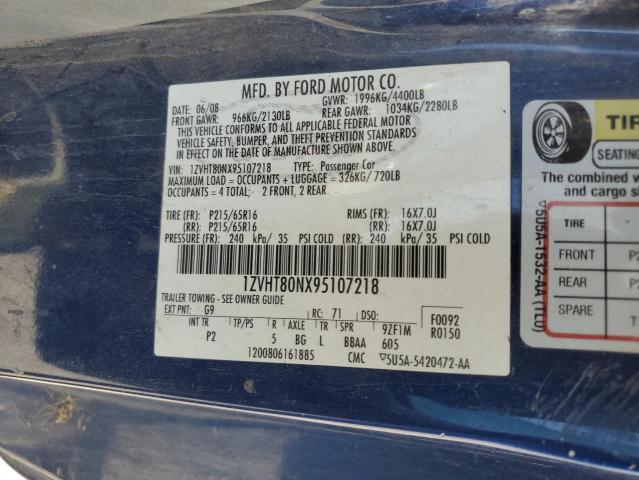 MFD. BY FORD MOTOR CO.
DATE: 06/08 GVWR: 1996KG/4400LB
FRONT GAWR: 966KG/2130LB REAR GAWR: 1034KG/2280LB
THIS VEHICLE CONFORMS TO ALL APPLICABLE FEDERAL MOTOR
VEHICLE SAFETY, BUMPER, AND THEFT PREVENTION STANDARDS
IN EFFECT ON THE DATE OF MANUFACTURE SHOWN ABOVE.
VIN: 1ZVHT80NX95107218 TYPE: Passenger Car
MAXIMUM LOAD = OCCUPANTS + LUGGAGE = 326KG/720LB
OCCUPANTS = 4 TOTAL: 2 FRONT, 2 REAR
TIRE (FR): P215/65R16 RIMS (FR): 16X7.0J
(RR): P215/65R16 (RR): 16X7.0J
PRESSURE (FR): 240 kPa/ 35 PSI COLD (RR): 240 kPa/ 35 PSI COLD
1ZVHT80NX95107218
TRAILER TOWING - SEE OWNER GUIDE
EXT PNT: G9 RC: 71 DSO: F0092
INT TR TP/PS R AXLE TR SPR 9ZF1M R0150
P2 5 BG L BBAA 605
1200806161885 CMC ▽5U5A-5420472-AA
TIR
SEATING
The combined w
and cargo s
TIRE
FRONT P2
REAR P2
SPARE T1
▽5U5A-1532-AA (TL0)